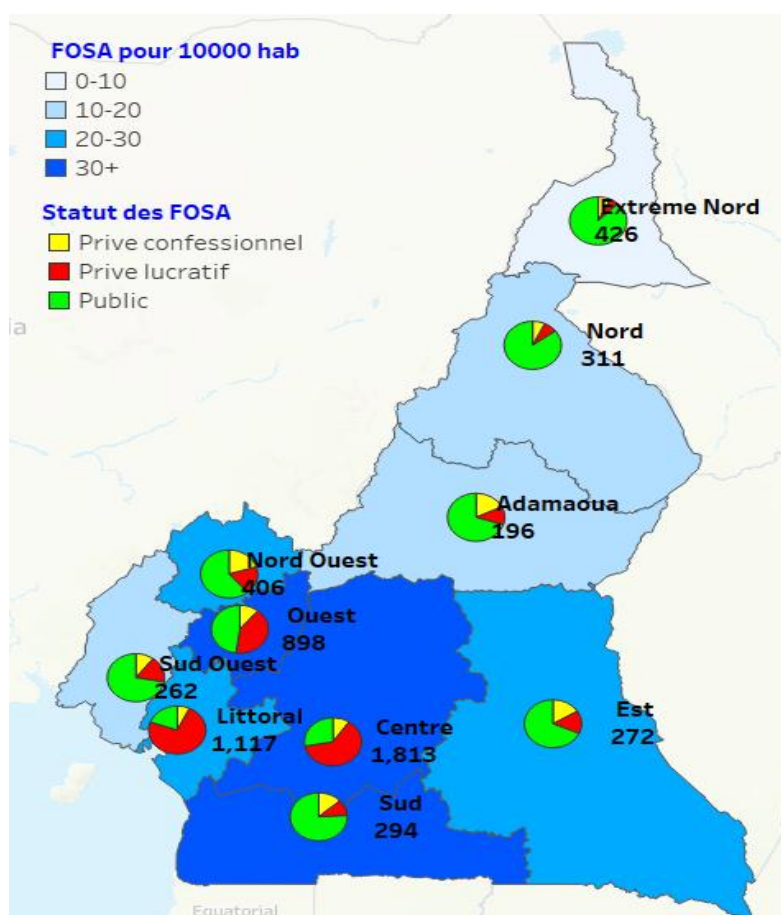 FOSA pour 10000 hab
0-10
10-20
20-30
30+
Statut des FOSA
Prive confessionnel
Prive lucratif
Public
ia
Extreme Nord
426
Nord
311
Adamaoua
196
Nord Ouest
406
Ouest
898
Sud Ouest
262
Littoral
1,117
Centre
1,813
Est
272
Sud
294
Equatorial